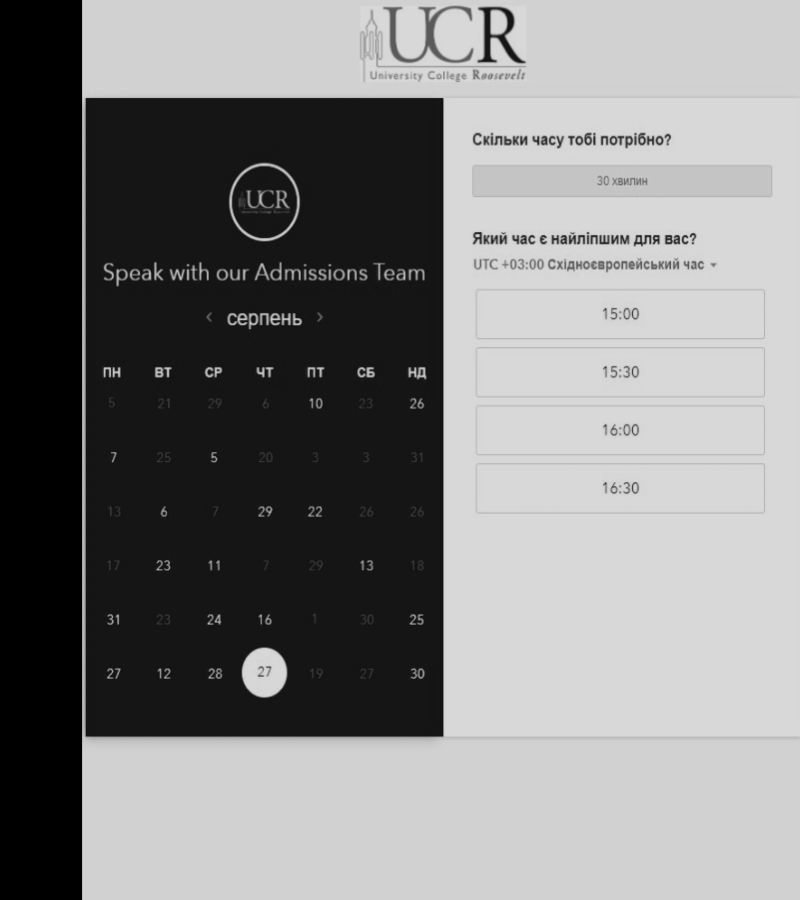 UCR
University College Roosevelt
UCR
Speak with our Admissions Team
< серпень >
ПН ВТ СР ЧТ ПТ СБ НД
5 21 29 6 10 23 26
7 25 5 20 3 3 31
13 6 7 29 22 26 26
17 23 11 7 29 13 18
31 23 24 16 1 30 25
27 12 28 27 19 27 30
Скільки часу тобі потрібно?
30 хвилин
Який час є найліпшим для вас?
UTC +03:00 Східноєвропейський час
15:00
15:30
16:00
16:30